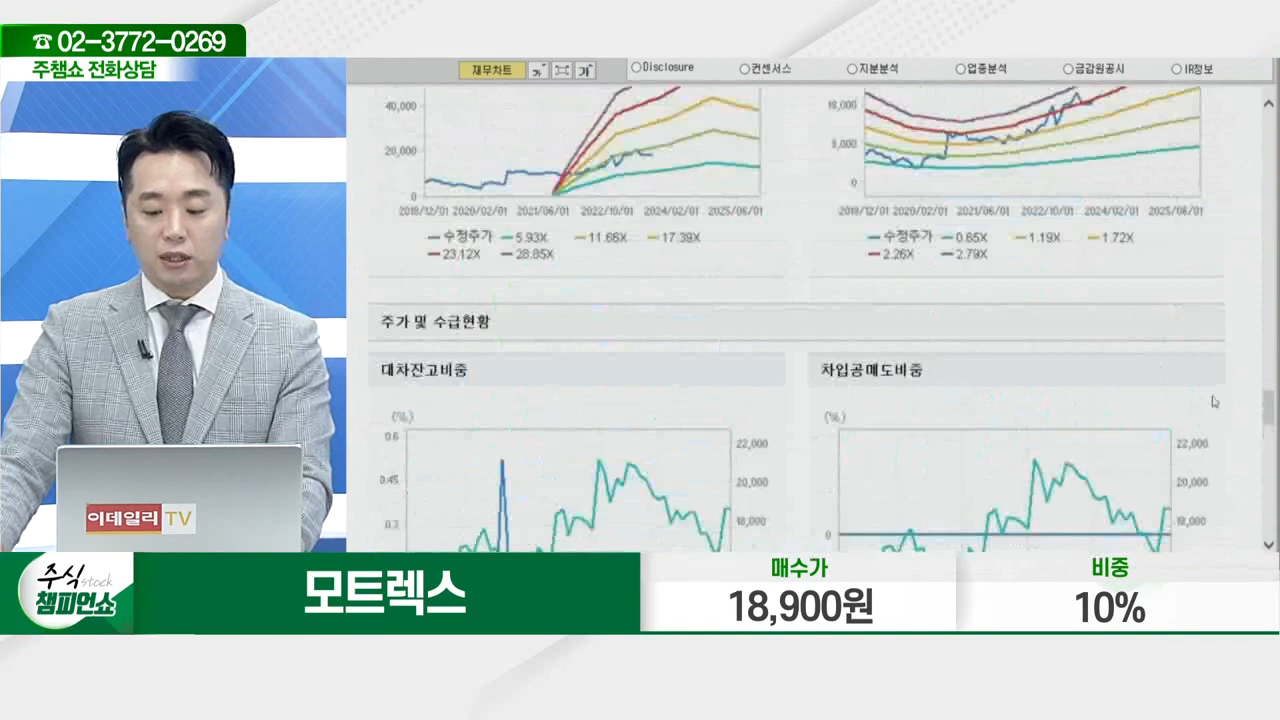 ☎ 02-3772-0269
주챔쇼 전화상담
재무차트 가 가
Disclosure 컨센서스 지분분석 업종분석 금감원공시 IR정보
40,000
20,000
0
2018/12/01 2020/02/01 2021/06/01 2022/10/01 2024/02/01 2025/06/01
수정주가 5.93X 11.66X 17.39X
23.12X 28.85X
18,000
9,000
0
2018/12/01 2020/02/01 2021/06/01 2022/10/01 2024/02/01 2025/06/01
수정주가 0.65X 1.19X 1.72X
2.26X 2.79X
주가 및 수급현황
대차잔고비중
(%)
0.6
0.45
0.3
22,000
20,000
18,000
차입공매도비중
(%)
0
22,000
20,000
18,000
이데일리 TV
주식 stock
챔피언쇼
모트렉스
매수가
18,900원
비중
10%